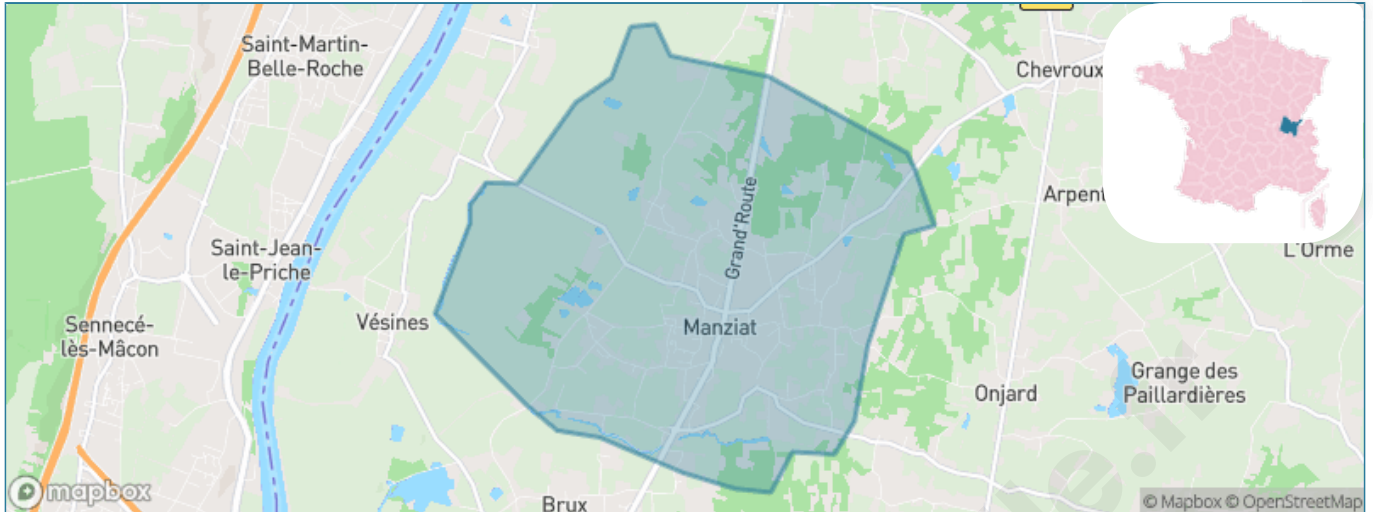 Saint-Martin-
Belle-Roche
Chevroux
Grand'Route
Arpent
Saint-Jean-
le-Priche
L'Orme
Vésines
Manziat
Sennecé-
lès-Mâcon
Grange des
Paillardières
Onjard
Brux
mapbox
© Mapbox © OpenStreetMap